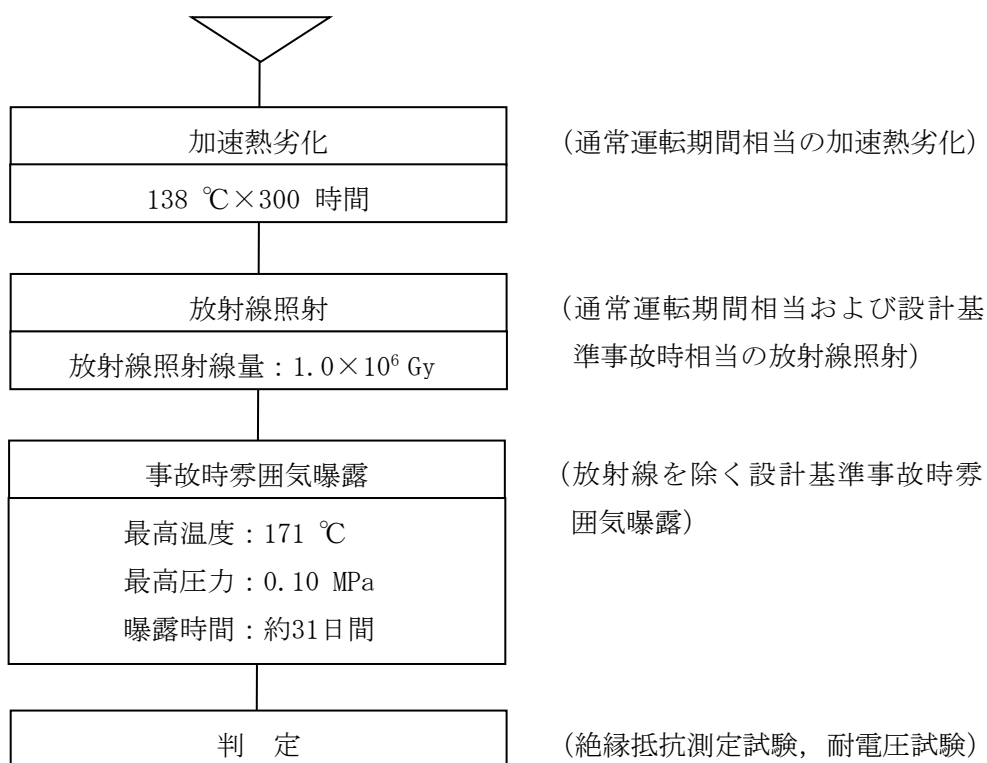 加速熱劣化
(通常運転期間相当の加速熱劣化)
138 ℃×300 時間
放射線照射
(通常運転期間相当および設計基
準事故時相当の放射線照射)
放射線照射線量：1.0×10⁶ Gy
事故時雰囲気曝露
(放射線を除く設計基準事故時雰
囲気曝露)
最高温度：171 ℃
最高圧力：0.10 MPa
曝露時間：約31日間
判 定
(絶縁抵抗測定試験，耐電圧試験)